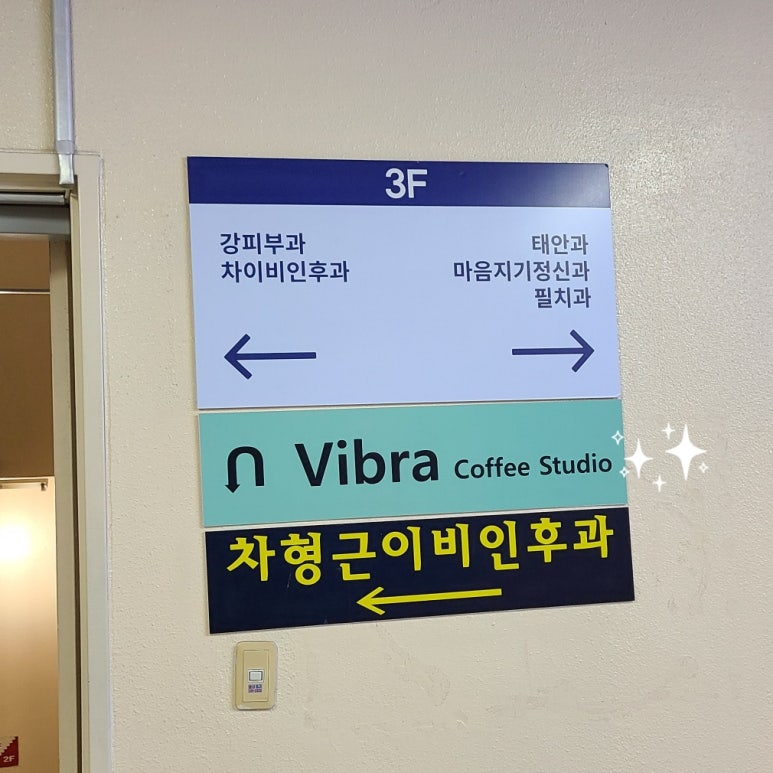 3F
강피부과
차이비인후과
태안과
마음지기정신과
필치과
Vibra Coffee Studio
차형근이비인후과
2F